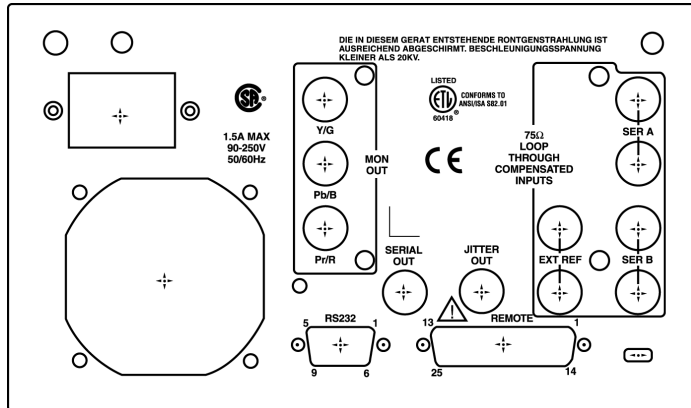 DIE IN DIESEM GERAT ENTSTEHENDE RONTGENSTRAHLUNG IST
AUSREICHEND ABGESCHIRMT. BESCHLEUNIGUNGSSPANNUNG
KLEINER ALS 20KV.
SA
®
1.5A MAX
90-250V
50/60Hz
Y/G
Pb/B
Pr/R
MON
OUT
LISTED
ETL
®
60418
CONFORMS TO
ANSI/ISA S82.01
CE
75Ω
LOOP
THROUGH
COMPENSATED
INPUTS
SER A
EXT REF
SER B
SERIAL
OUT
JITTER
OUT
RS232
5
1
9
6
REMOTE
13
1
25
14